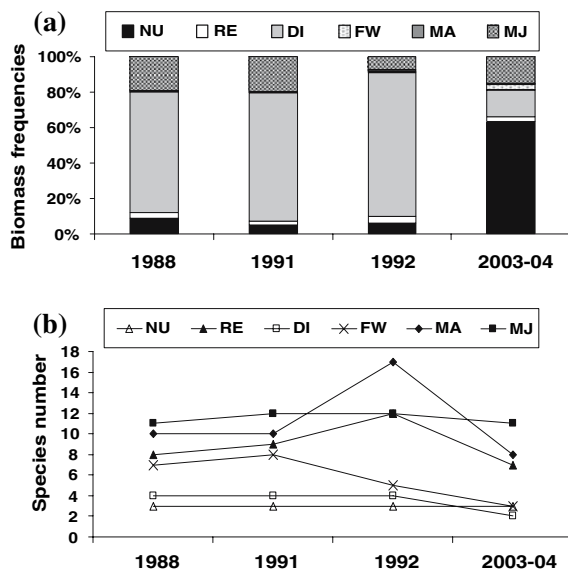 (a)
NU RE DI FW MA MJ
Biomass frequencies
100%
80%
60%
40%
20%
0%
1988 1991 1992 2003-04
(b)
NU RE DI FW MA MJ
Species number
18
16
14
12
10
8
6
4
2
0
1988 1991 1992 2003-04